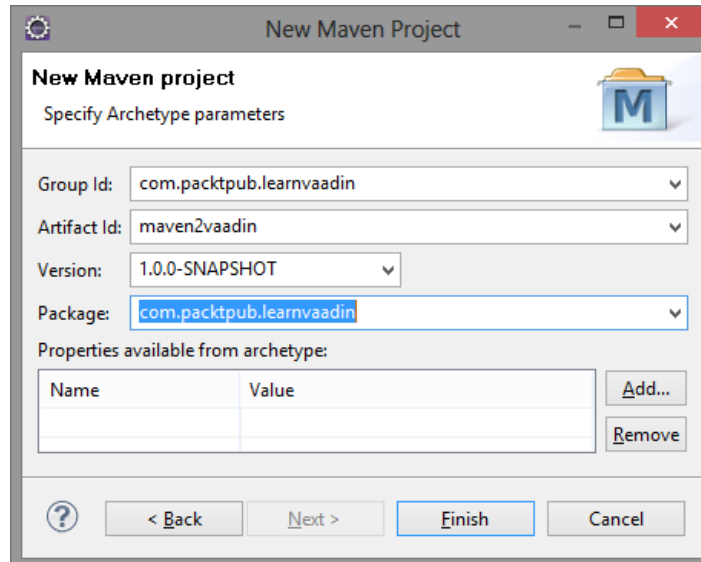 New Maven Project
New Maven project
Specify Archetype parameters
M
Group Id: com.packtpub.learnvaadin
Artifact Id: maven2vaadin
Version: 1.0.0-SNAPSHOT
Package: com.packtpub.learnvaadin
Properties available from archetype:
Name Value
Add...
Remove
? < Back Next > Finish Cancel